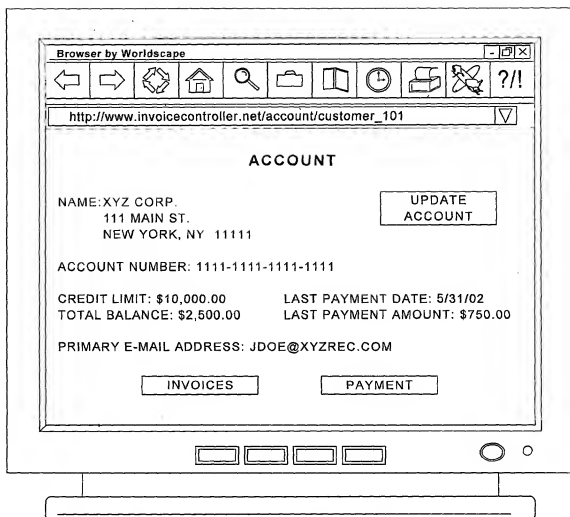 Browser by Worldscape
?/!
http://www.invoicecontroller.net/account/customer_101
ACCOUNT
NAME:XYZ CORP.
111 MAIN ST.
NEW YORK, NY 11111
UPDATE
ACCOUNT
ACCOUNT NUMBER: 1111-1111-1111-1111
CREDIT LIMIT: $10,000.00 LAST PAYMENT DATE: 5/31/02
TOTAL BALANCE: $2,500.00 LAST PAYMENT AMOUNT: $750.00
PRIMARY E-MAIL ADDRESS: JDOE@XYZREC.COM
INVOICES PAYMENT